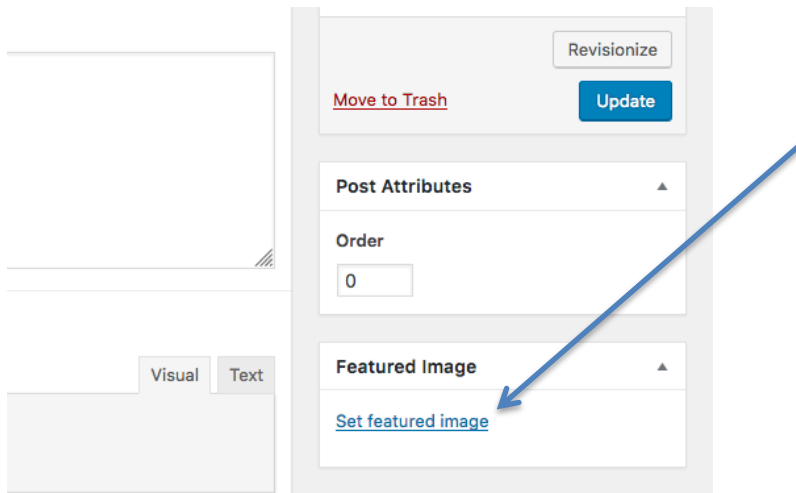 Revisionize
Move to Trash
Update
Post Attributes
Order
0
Visual
Text
Featured Image
Set featured image